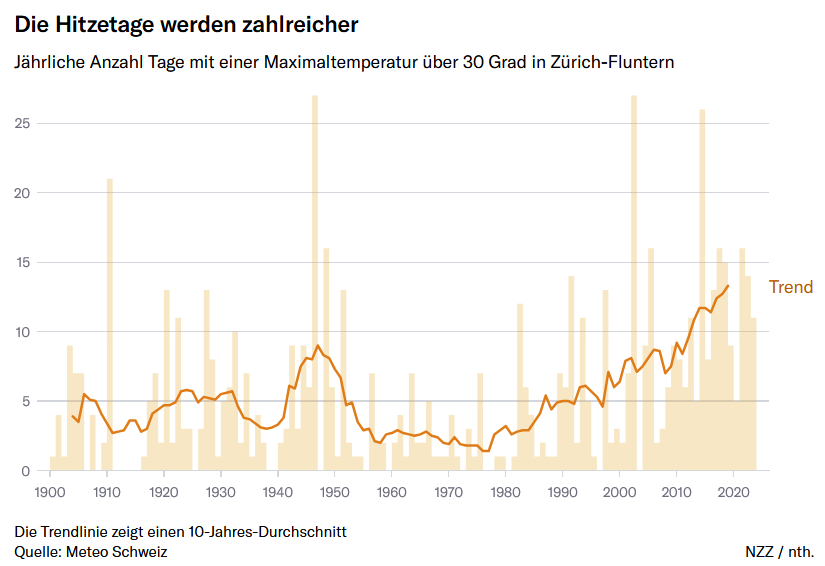 Die Hitzetage werden zahlreicher
Jährliche Anzahl Tage mit einer Maximaltemperatur über 30 Grad in Zürich-Fluntern
25
20
15
Trend
10
5
0
1900 1910 1920 1930 1940 1950 1960 1970 1980 1990 2000 2010 2020
Die Trendlinie zeigt einen 10-Jahres-Durchschnitt
Quelle: Meteo Schweiz
NZZ / nth.